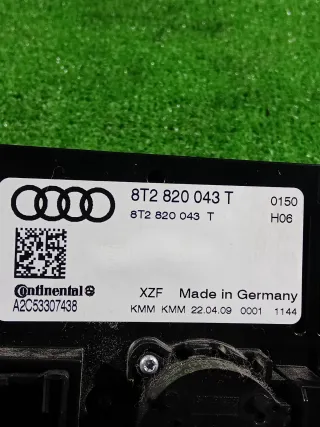 8T2 820 043 T 0150
8T2 820 043 T H06
Continental
A2C53307438
XZF Made in Germany
KMM KMM 22.04.09 0001 1144